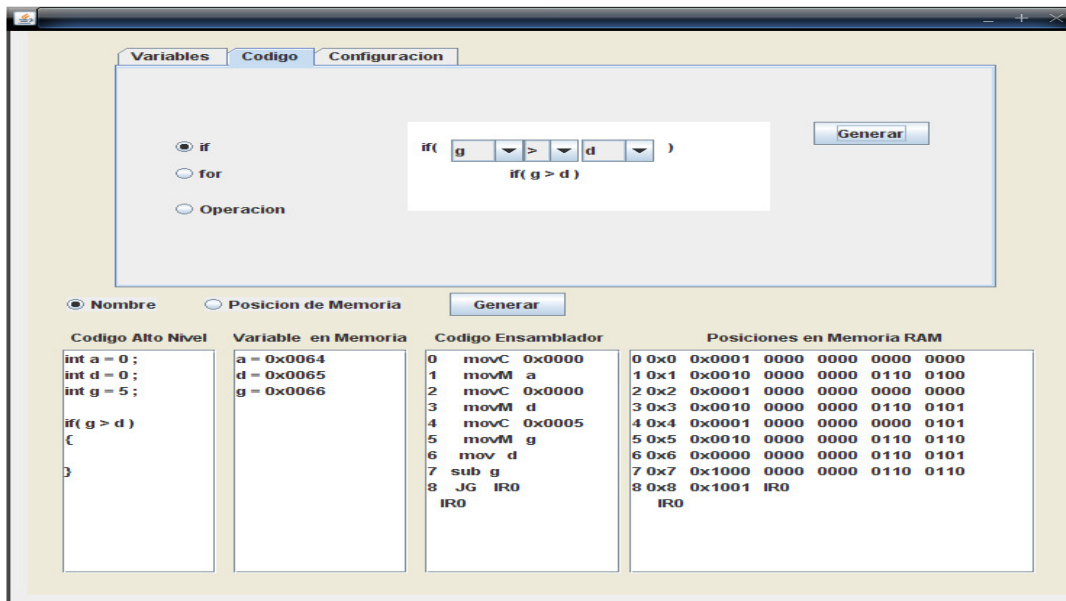 Variables Codigo Configuracion
if
for
Operacion
if( g > d )
if( g > d )
Generar
Nombre Posicion de Memoria Generar
Codigo Alto Nivel
int a = 0 ;
int d = 0 ;
int g = 5 ;
if( g > d )
{
}
Variable en Memoria
a = 0x0064
d = 0x0065
g = 0x0066
Codigo Ensamblador
0 movC 0x0000
1 movM a
2 movC 0x0000
3 movM d
4 movC 0x0005
5 movM g
6 mov d
7 sub g
8 JG IR0
IR0
Posiciones en Memoria RAM
0 0x0 0x0001 0000 0000 0000 0000
1 0x1 0x0010 0000 0000 0110 0100
2 0x2 0x0001 0000 0000 0000 0000
3 0x3 0x0010 0000 0000 0110 0101
4 0x4 0x0001 0000 0000 0000 0101
5 0x5 0x0010 0000 0000 0110 0110
6 0x6 0x0000 0000 0000 0110 0101
7 0x7 0x1000 0000 0000 0110 0110
8 0x8 0x1001 IR0
IR0